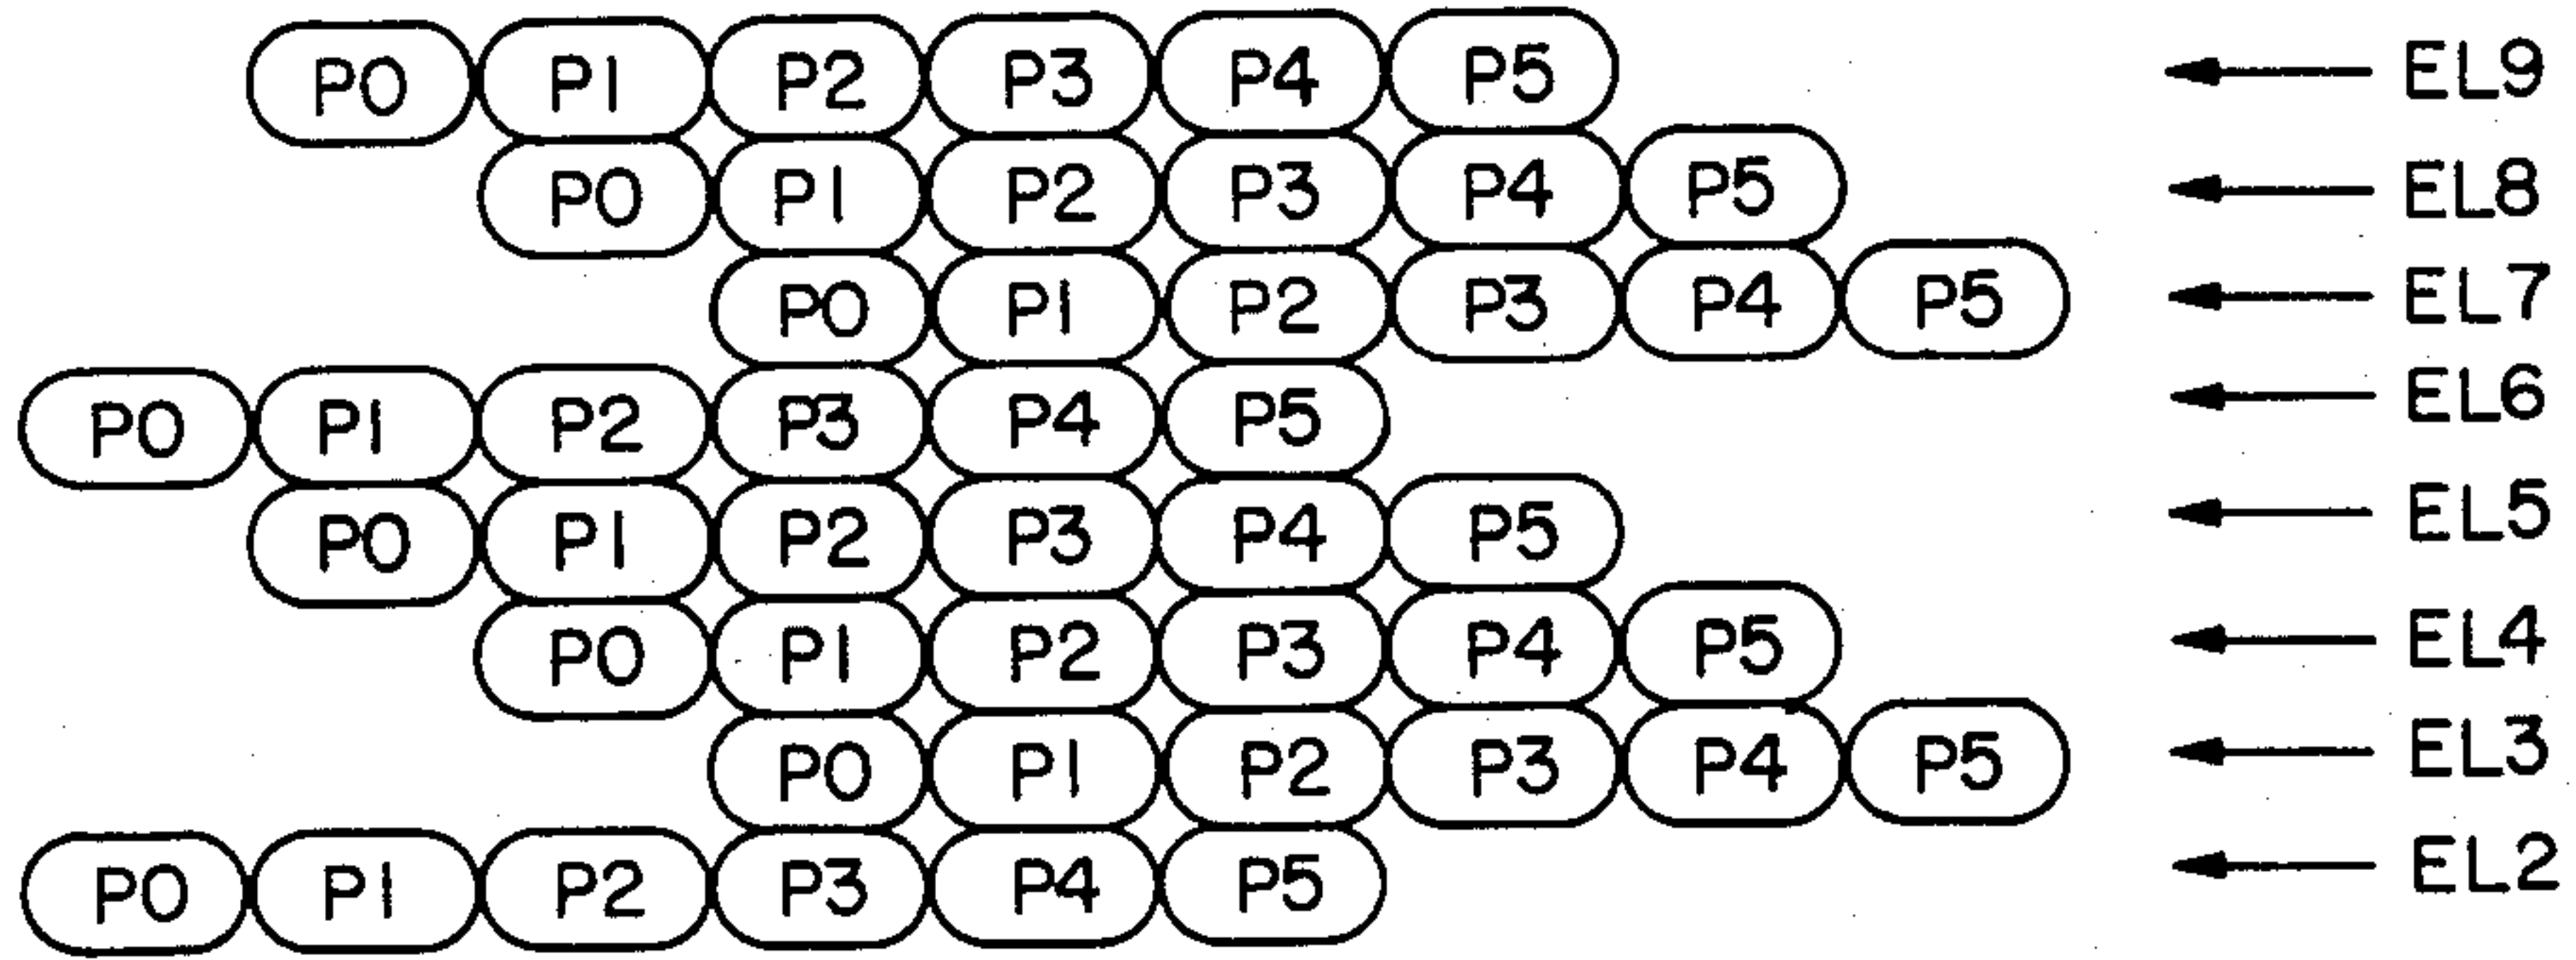 P0 P1 P2 P3 P4 P5 EL9
P0 P1 P2 P3 P4 P5 EL8
P0 P1 P2 P3 P4 P5 EL7
P0 P1 P2 P3 P4 P5 EL6
P0 P1 P2 P3 P4 P5 EL5
P0 P1 P2 P3 P4 P5 EL4
P0 P1 P2 P3 P4 P5 EL3
P0 P1 P2 P3 P4 P5 EL2